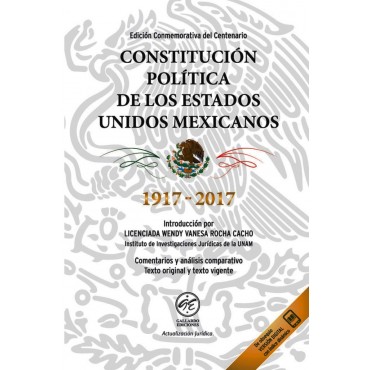 Edición Conmemorativa del Centenario
CONSTITUCIÓN
POLÍTICA
DE LOS ESTADOS
UNIDOS MEXICANOS
1917 - 2017
Introducción por
LICENCIADA WENDY VANESA ROCHA CACHO
Instituto de Investigaciones Jurídicas de la UNAM
Comentarios y análisis comparativo
Texto original y texto vigente
GALLARDO
EDICIONES
Actualización Jurídica
VERSIÓN DIGITAL